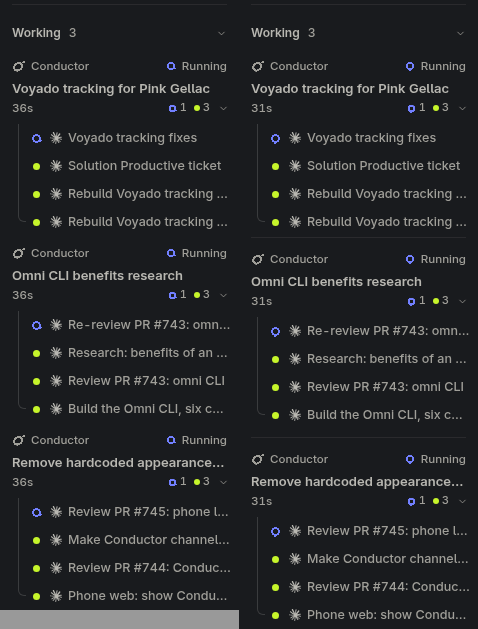 Working 3
Conductor Running
Voyado tracking for Pink Gellac
36s 1 3
Voyado tracking fixes
Solution Productive ticket
Rebuild Voyado tracking ...
Rebuild Voyado tracking ...
Conductor Running
Omni CLI benefits research
36s 1 3
Re-review PR #743: omn...
Research: benefits of an ...
Review PR #743: omni CLI
Build the Omni CLI, six c...
Conductor Running
Remove hardcoded appearance...
36s 1 3
Review PR #745: phone l...
Make Conductor channel...
Review PR #744: Conduc...
Phone web: show Condu...
Working 3
Conductor Running
Voyado tracking for Pink Gellac
31s 1 3
Voyado tracking fixes
Solution Productive ticket
Rebuild Voyado tracking ...
Rebuild Voyado tracking ...
Conductor Running
Omni CLI benefits research
31s 1 3
Re-review PR #743: omn...
Research: benefits of an ...
Review PR #743: omni CLI
Build the Omni CLI, six c...
Conductor Running
Remove hardcoded appearance...
31s 1 3
Review PR #745: phone l...
Make Conductor channel...
Review PR #744: Conduc...
Phone web: show Condu...